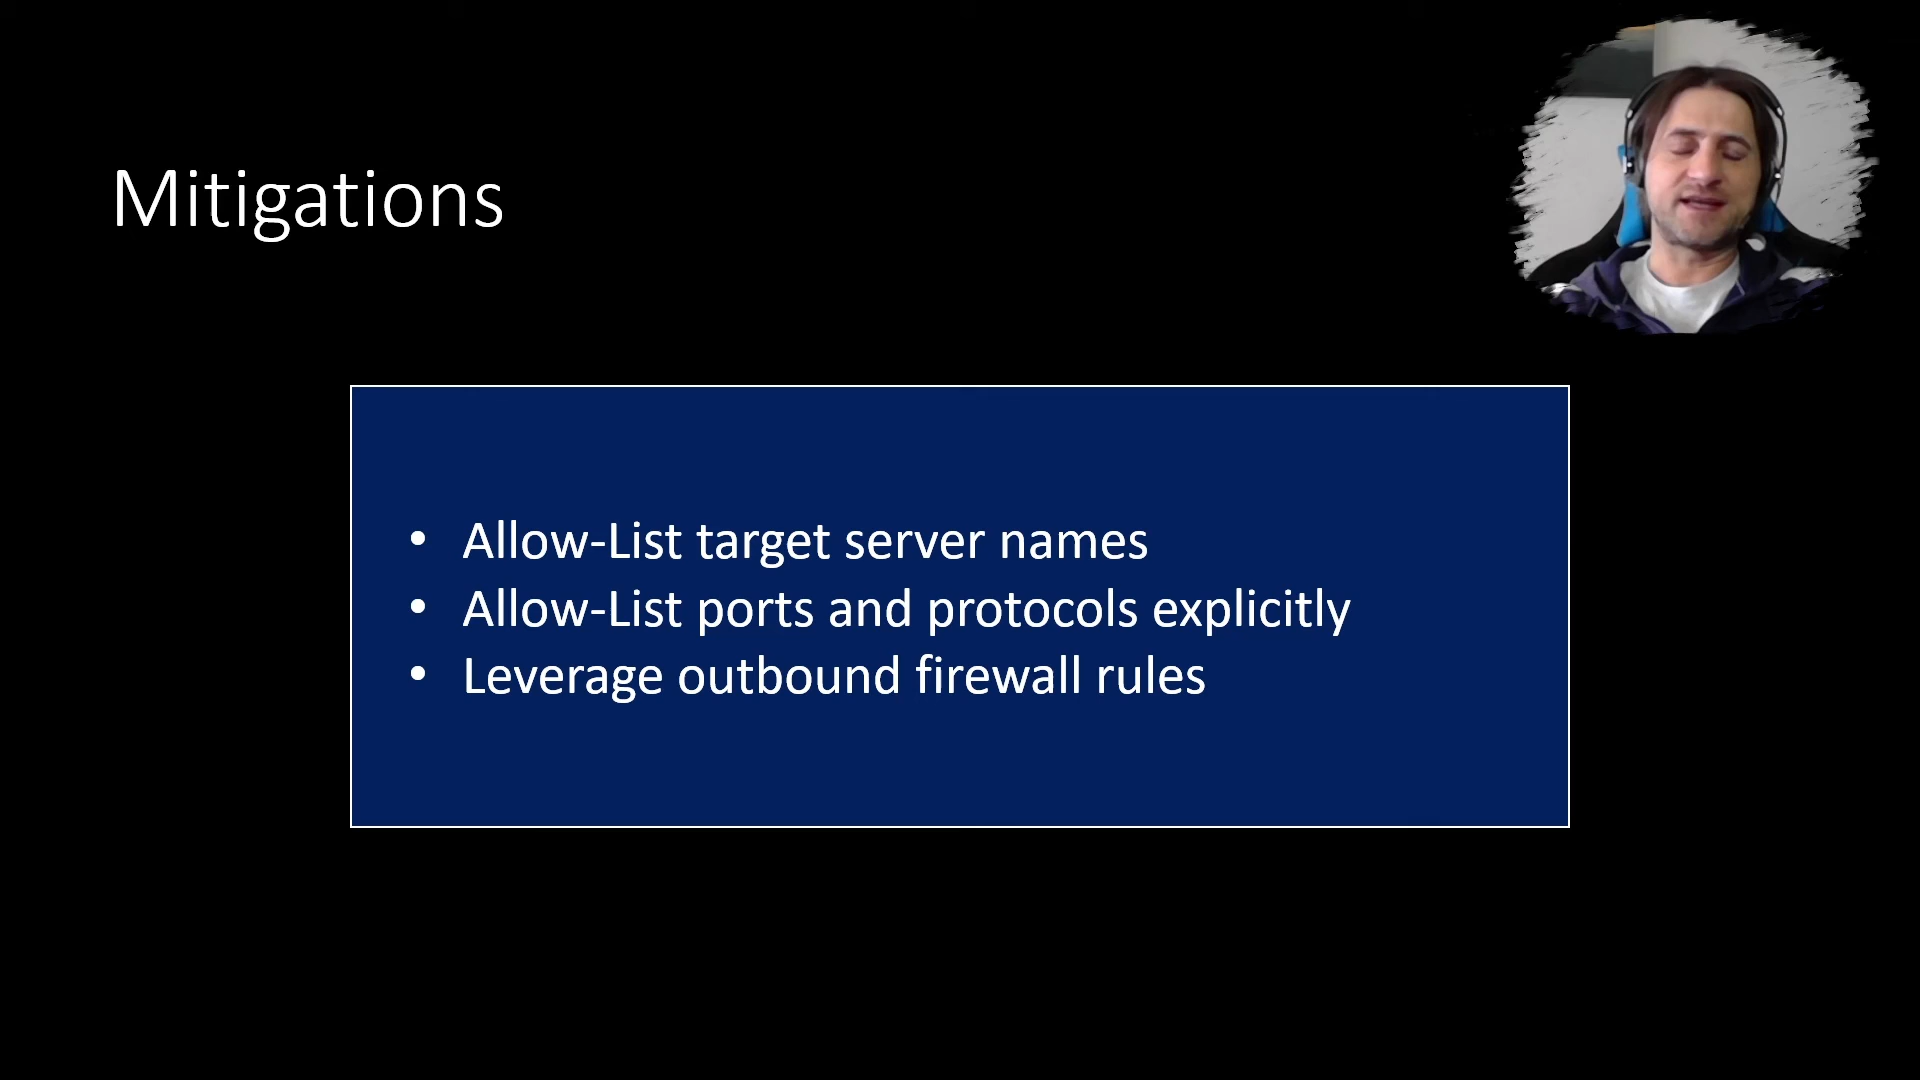 Mitigations
• Allow-List target server names
• Allow-List ports and protocols explicitly
• Leverage outbound firewall rules